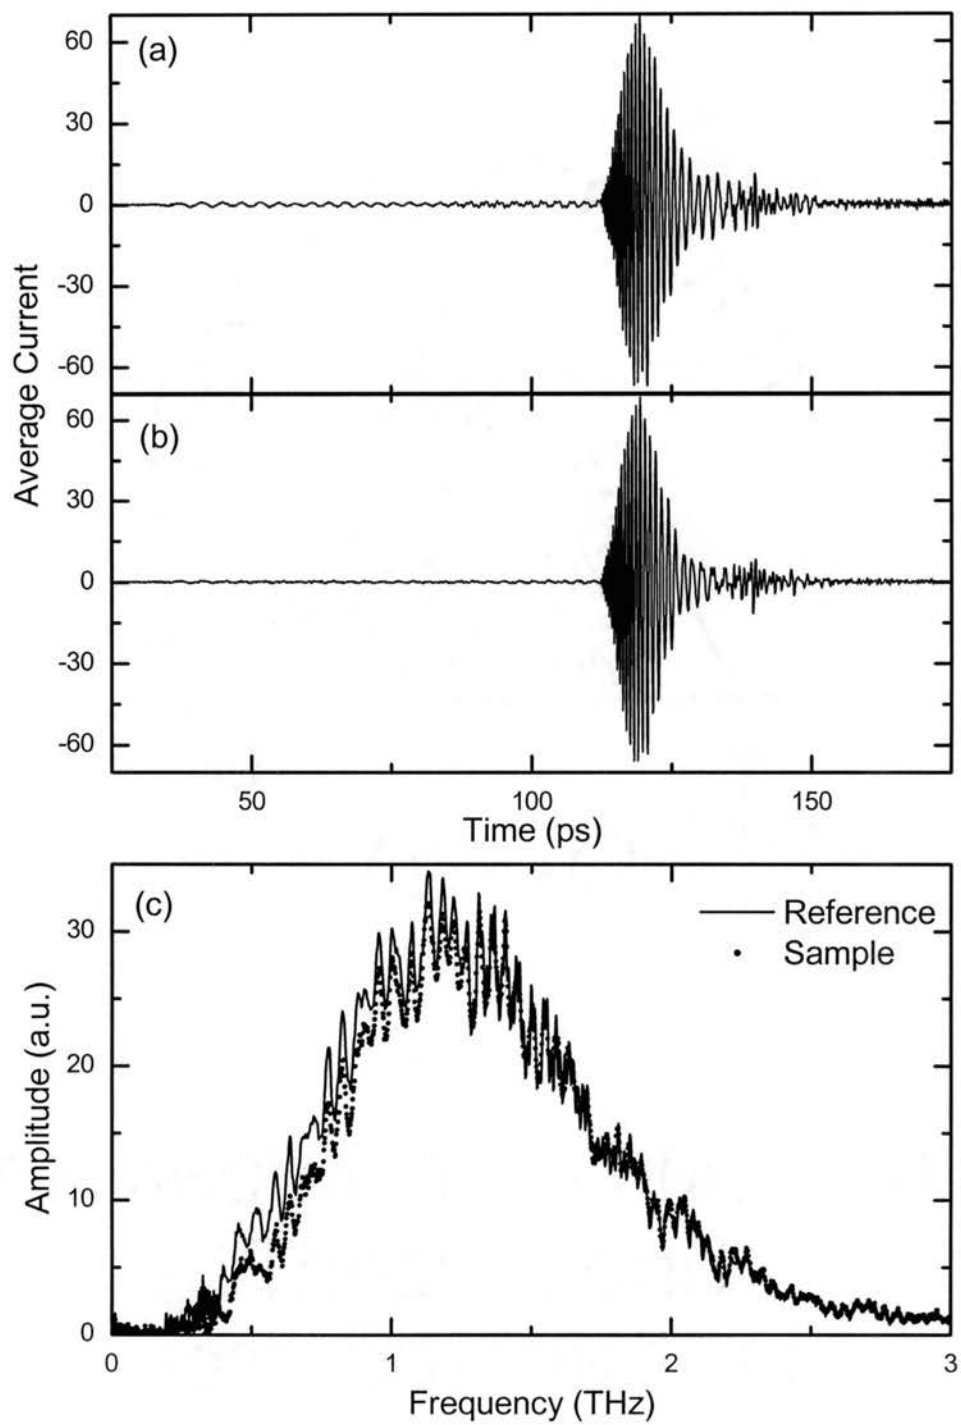 (a)
60
30
0
-30
-60
Average Current
(b)
60
30
0
-30
-60
50
100
150
Time (ps)
(c)
Reference
Sample
30
20
10
0
Amplitude (a.u.)
0
1
2
3
Frequency (THz)